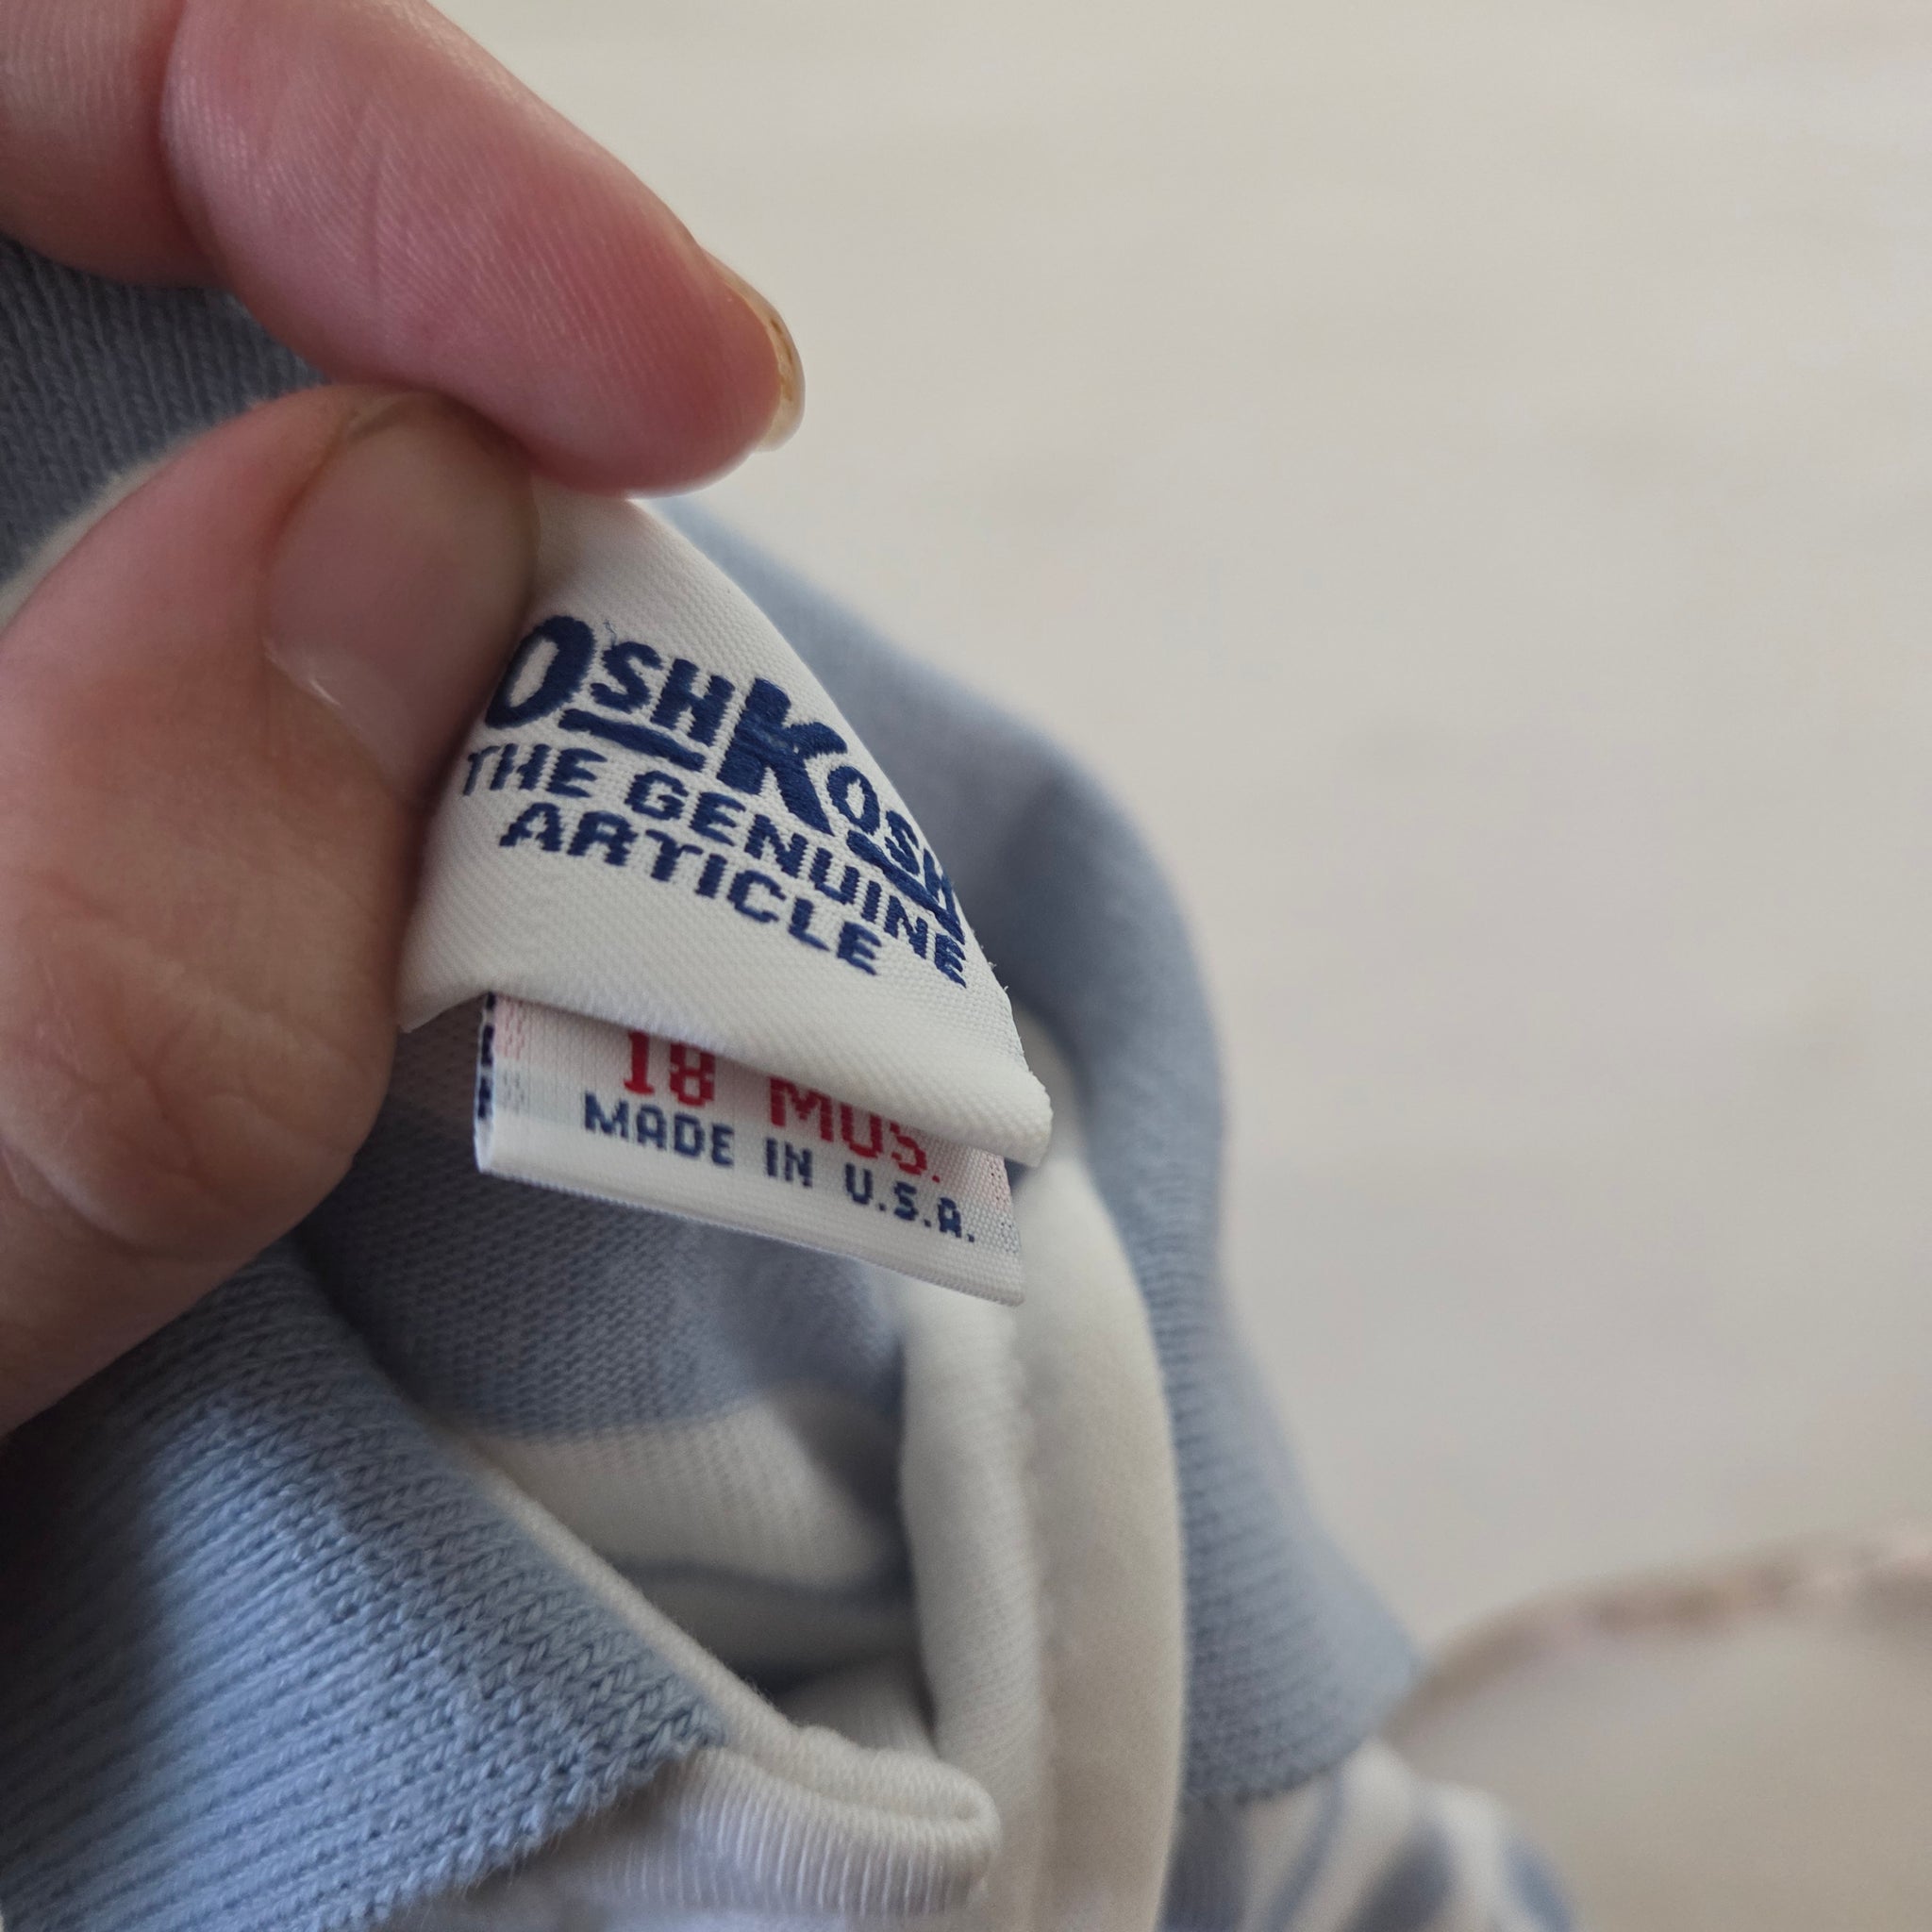 OSHKOSH
THE GENUINE
ARTICLE
18 MOS.
MADE IN U.S.A.